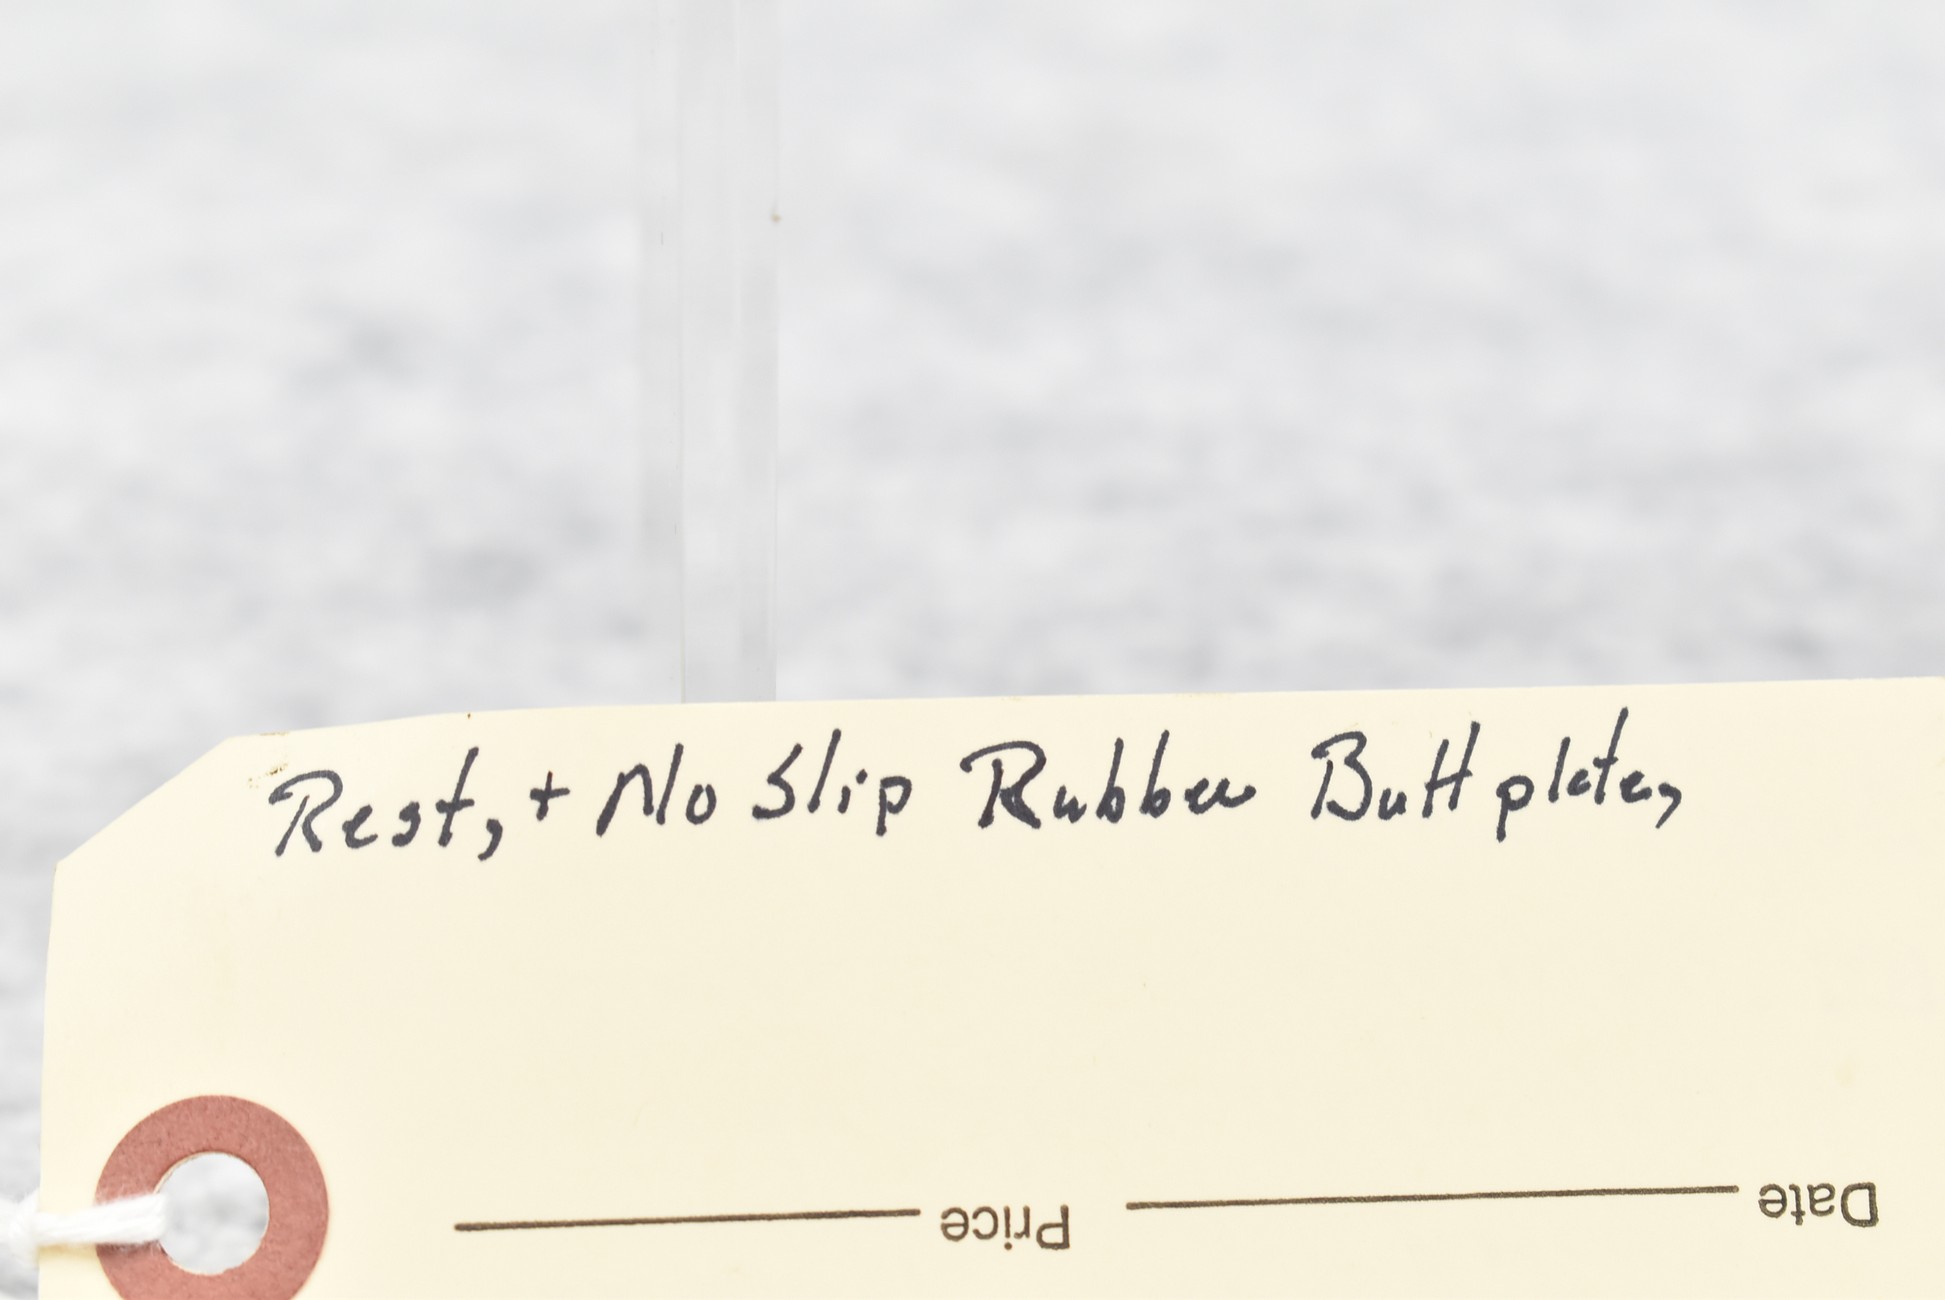 Rest, + No Slip Rubber Buttplate,
Price
Date